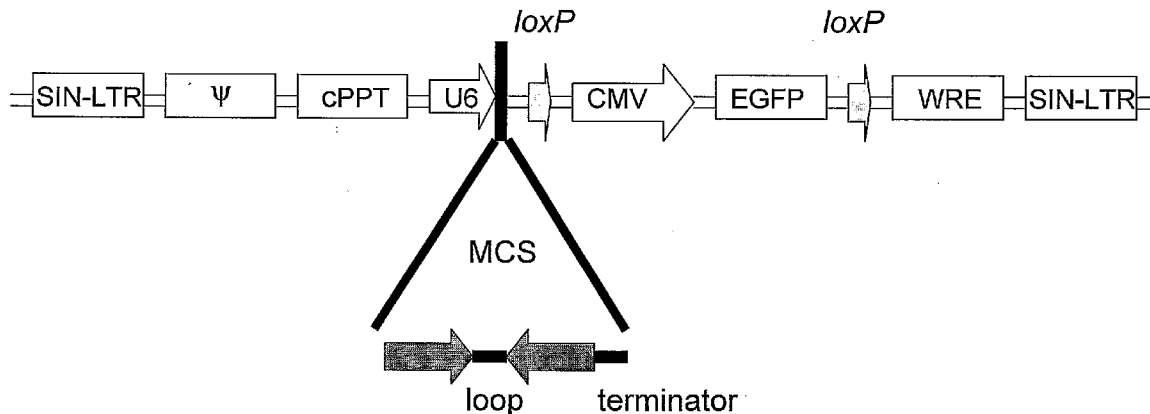 loxP loxP
SIN-LTR Ψ cPPT U6 CMV EGFP WRE SIN-LTR
MCS
loop terminator